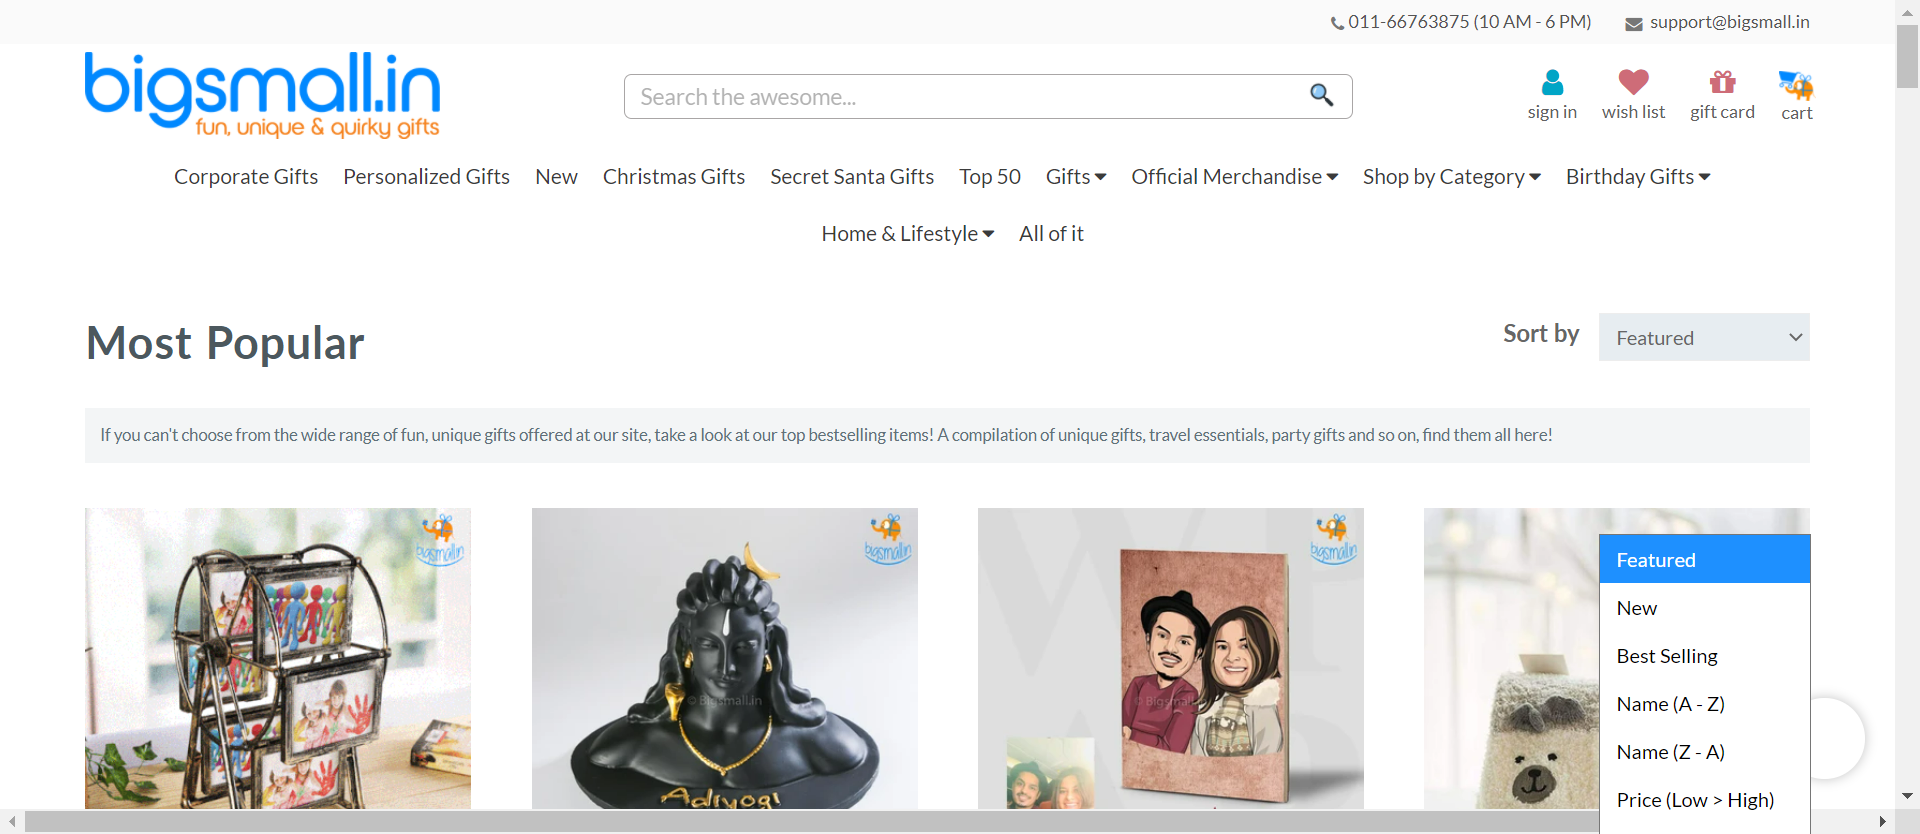 011-66763875 (10 AM - 6 PM) support@bigsmall.in
bigsmall.in
fun, unique & quirky gifts
Search the awesome...
sign in wish list gift card cart
Corporate Gifts Personalized Gifts New Christmas Gifts Secret Santa Gifts Top 50 Gifts Official Merchandise Shop by Category Birthday Gifts
Home & Lifestyle All of it
Most Popular
Sort by Featured
If you can't choose from the wide range of fun, unique gifts offered at our site, take a look at our top bestselling items! A compilation of unique gifts, travel essentials, party gifts and so on, find them all here!
bigsmall.in
bigsmall.in
bigsmall.in
© Bigsmall.in
Adiyogi
Featured
New
Best Selling
Name (A - Z)
Name (Z - A)
Price (Low > High)